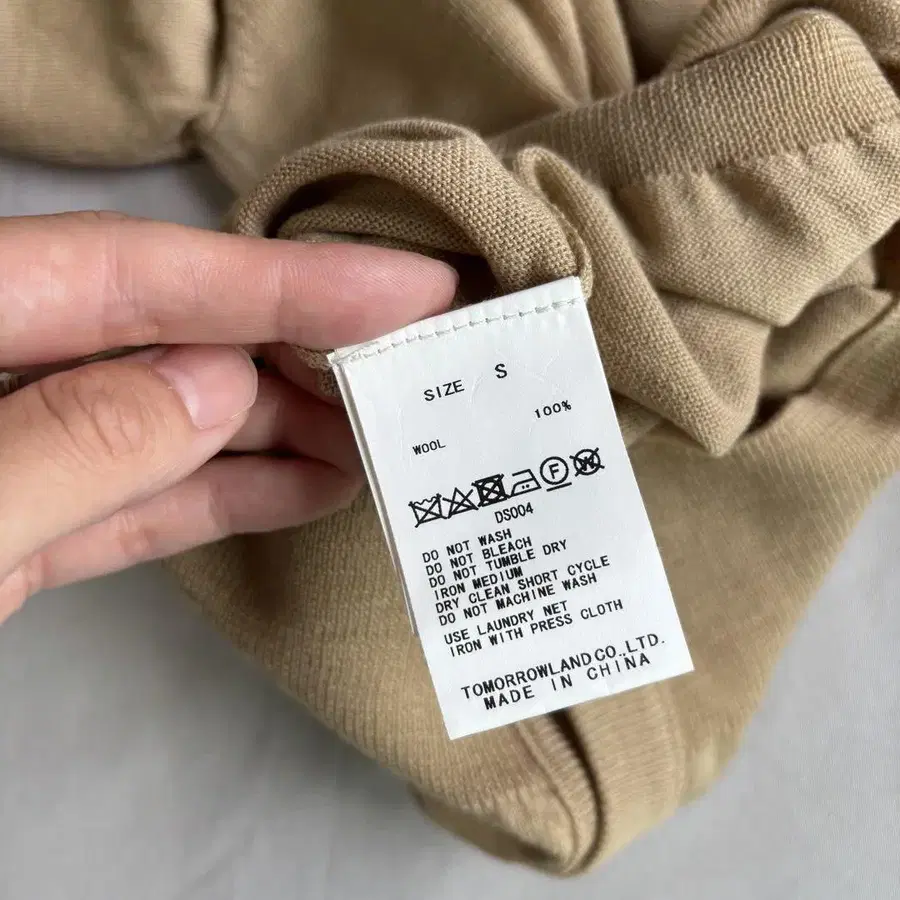 SIZE S
100%
WOOL
F W
DS004
DO NOT WASH
DO NOT BLEACH
DO NOT TUMBLE DRY
IRON MEDIUM
DRY CLEAN SHORT CYCLE
DO NOT MACHINE WASH
USE LAUNDRY NET
IRON WITH PRESS CLOTH
TOMORROWLAND CO.,LTD.
MADE IN CHINA